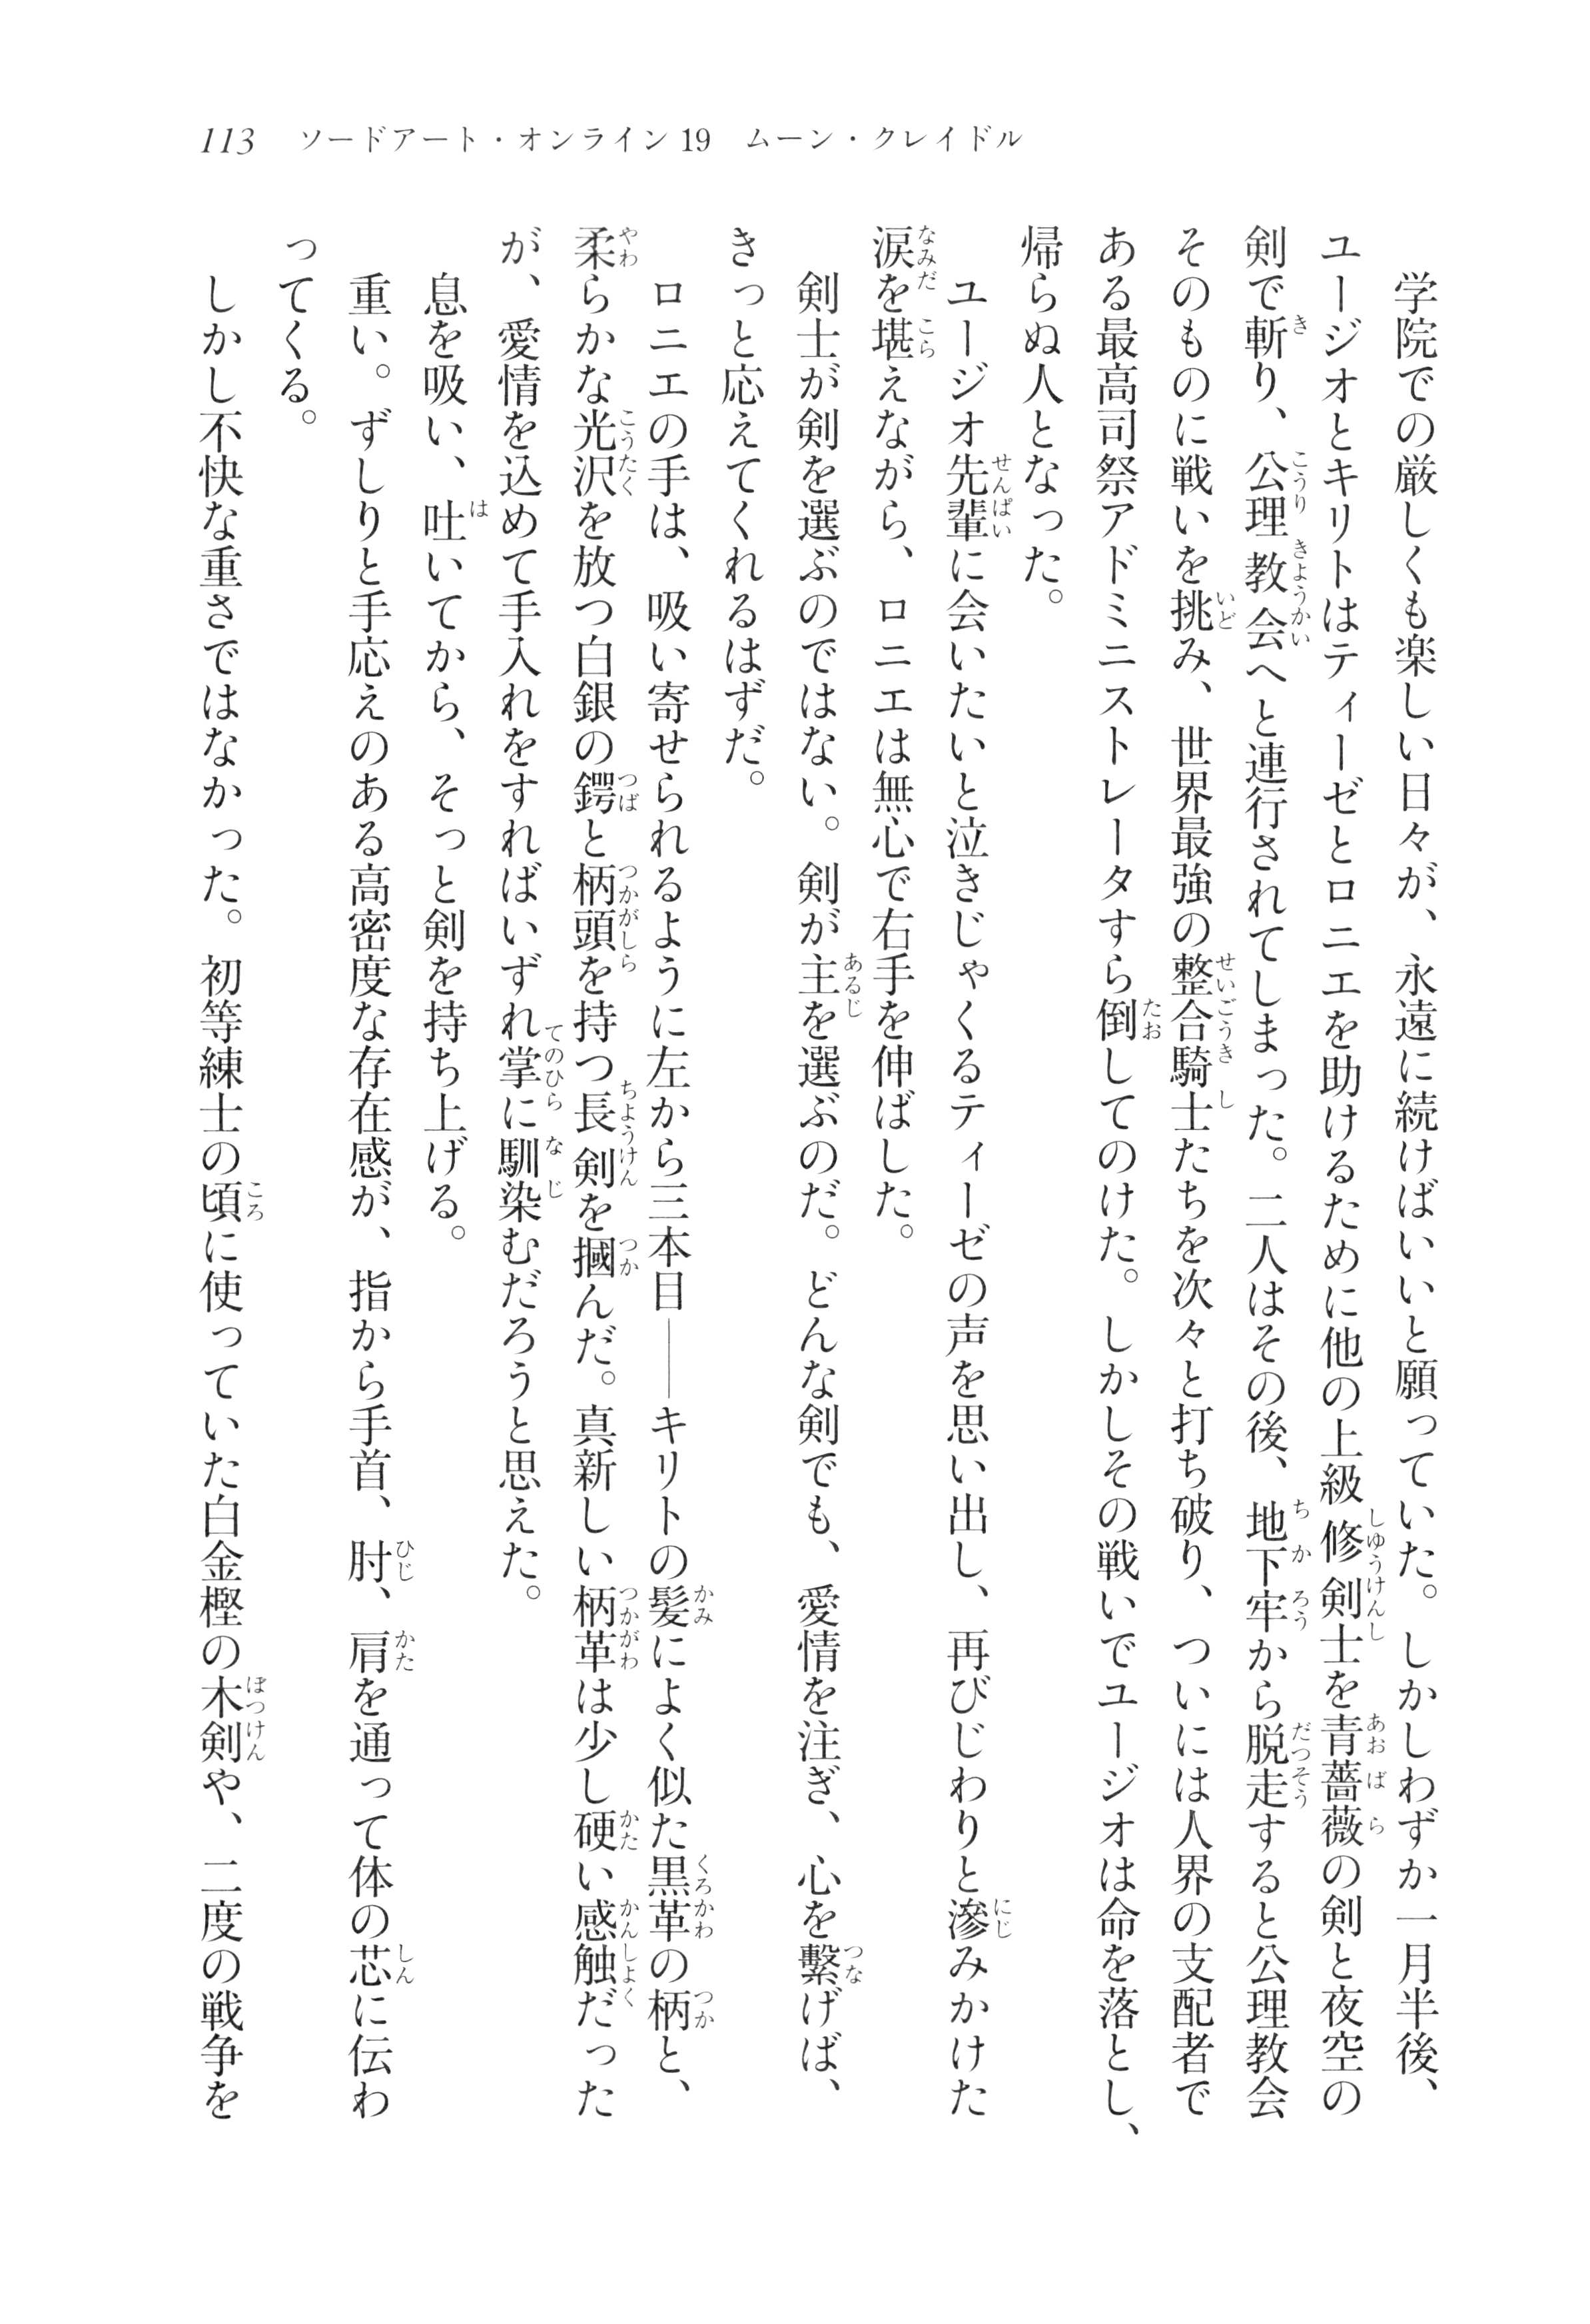 113　ソードアート・オンライン19　ムーン・クレイドル
　学院での厳しくも楽しい日々が、永遠に続けばいいと願っていた。しかしわずか一月半後、
ユージオとキリトはティーゼとロニエを助けるために他の上級修剣士を青薔薇の剣と夜空の
剣で斬り、公理教会へと連行されてしまった。二人はその後、地下牢から脱走すると公理教会
そのものに戦いを挑み、世界最強の整合騎士たちを次々と打ち破り、ついには人界の支配者で
ある最高司祭アドミニストレータすら倒してのけた。しかしその戦いでユージオは命を落とし、
帰らぬ人となった。
　ユージオ先輩に会いたいと泣きじゃくるティーゼの声を思い出し、再びじわりと滲みかけた
涙を堪えながら、ロニエは無心で右手を伸ばした。
　剣士が剣を選ぶのではない。剣が主を選ぶのだ。どんな剣でも、愛情を注ぎ、心を繫げば、
きっと応えてくれるはずだ。
　ロニエの手は、吸い寄せられるように左から三本目――キリトの髪によく似た黒革の柄と、
柔らかな光沢を放つ白銀の鍔と柄頭を持つ長剣を摑んだ。真新しい柄革は少し硬い感触だった
が、愛情を込めて手入れをすればいずれ掌に馴染むだろうと思えた。
　息を吸い、吐いてから、そっと剣を持ち上げる。
　重い。ずしりと手応えのある高密度な存在感が、指から手首、肘、肩を通って体の芯に伝わ
ってくる。
　しかし不快な重さではなかった。初等練士の頃に使っていた白金樫の木剣や、二度の戦争を